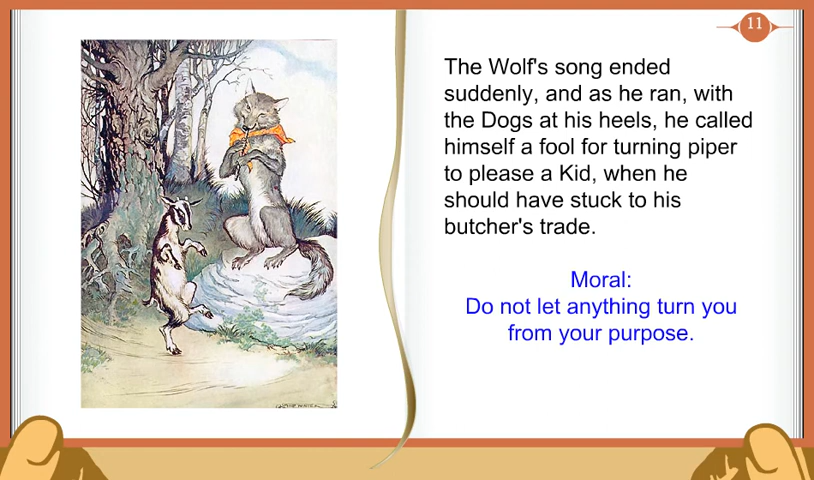 11
The Wolf's song ended
suddenly, and as he ran, with
the Dogs at his heels, he called
himself a fool for turning piper
to please a Kid, when he
should have stuck to his
butcher's trade.
Moral:
Do not let anything turn you
from your purpose.